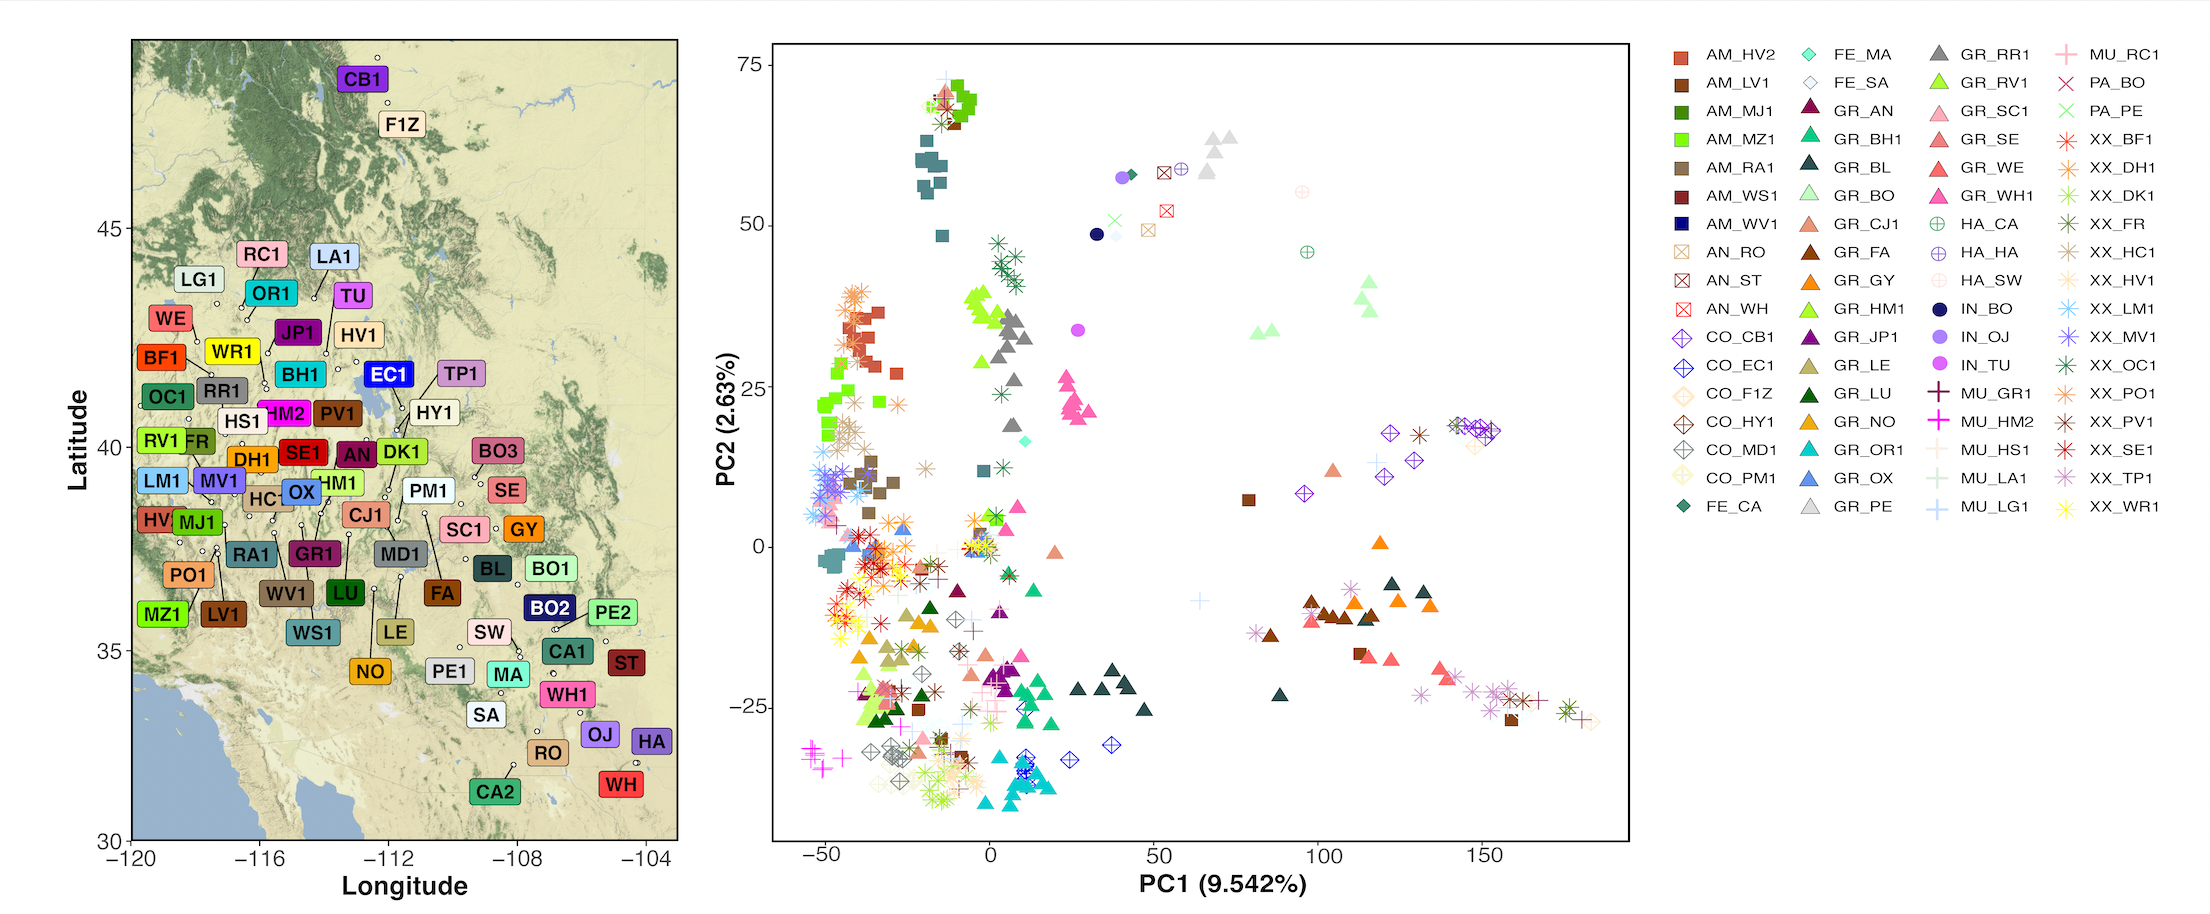 CB1
F1Z
45
RC1
LA1
LG1
OR1
TU
WE
JP1
HV1
WR1
BF1
BH1
EC1
TP1
OC1
RR1
HM2
PV1
HY1
HS1
RV1
FR
DH1
SE1
AN
DK1
BO3
40
LM1
MV1
HM1
HC
OX
PM1
SE
HV
MJ1
CJ1
SC1
GY
RA1
GR1
MD1
BL
BO1
PO1
WV1
LU
FA
BO2
MZ1
LV1
PE2
WS1
LE
SW
CA1
35
ST
NO
PE1
MA
WH1
SA
OJ
HA
RO
WH
CA2
30
−120 −116 −112 −108 −104
Latitude
Longitude
75
50
25
0
−25
−50 0 50 100 150
PC2 (2.63%)
PC1 (9.542%)
AM_HV2 FE_MA GR_RR1 MU_RC1
AM_LV1 FE_SA GR_RV1 PA_BO
AM_MJ1 GR_AN GR_SC1 PA_PE
AM_MZ1 GR_BH1 GR_SE XX_BF1
AM_RA1 GR_BL GR_WE XX_DH1
AM_WS1 GR_BO GR_WH1 XX_DK1
AM_WV1 GR_CJ1 HA_CA XX_FR
AN_RO GR_FA HA_HA XX_HC1
AN_ST GR_GY HA_SW XX_HV1
AN_WH GR_HM1 IN_BO XX_LM1
CO_CB1 GR_JP1 IN_OJ XX_MV1
CO_EC1 GR_LE IN_TU XX_OC1
CO_F1Z GR_LU MU_GR1 XX_PO1
CO_HY1 GR_NO MU_HM2 XX_PV1
CO_MD1 GR_OR1 MU_HS1 XX_SE1
CO_PM1 GR_OX MU_LA1 XX_TP1
FE_CA GR_PE MU_LG1 XX_WR1